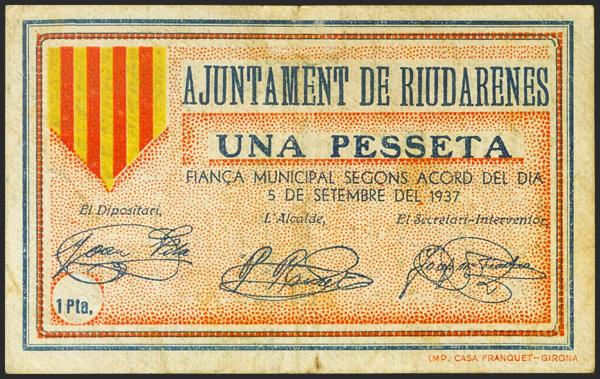 AJUNTAMENT DE RIUDARENES
UNA PESSETA
FIANÇA MUNICIPAL SEGONS ACORD DEL DIA
5 DE SETEMBRE DEL 1937
El Dipositari, L'Alcalde, El Secretari-Interventor,
Joan
1 Pta.
IMP. CASA FRANQUET-GIRONA